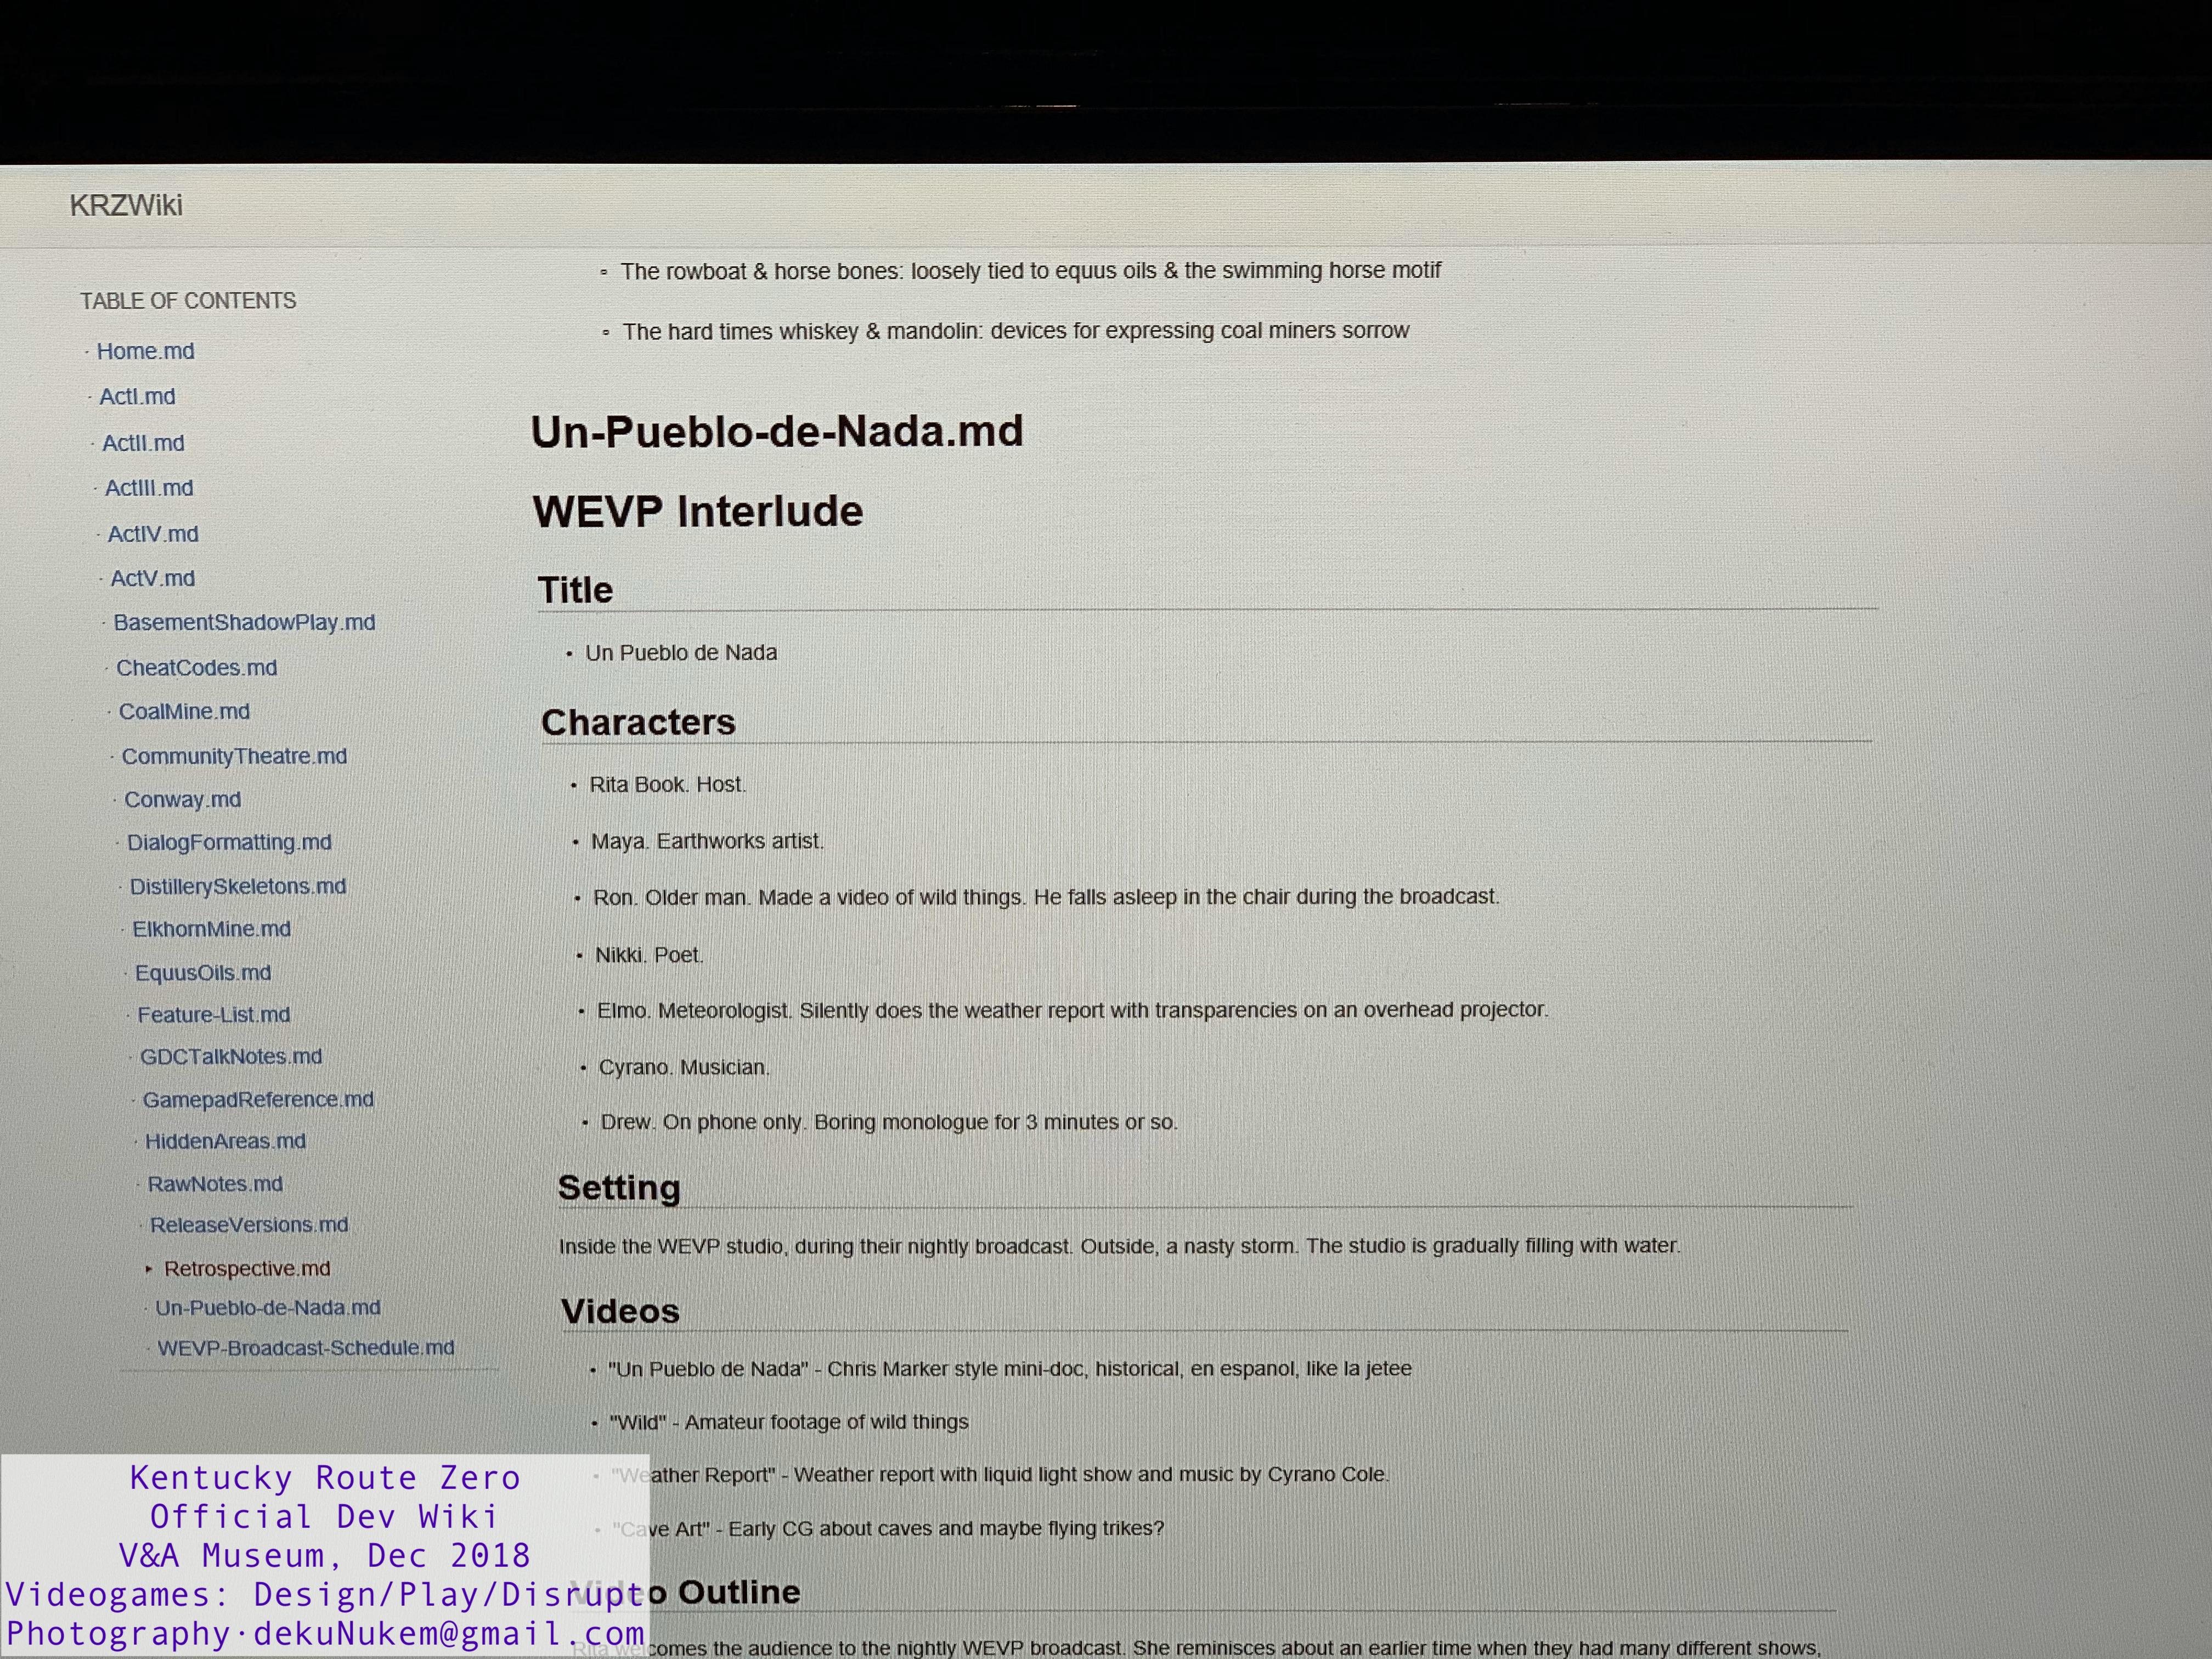 KRZWiki
TABLE OF CONTENTS
· Home.md
· ActI.md
· ActII.md
· ActIII.md
· ActIV.md
· ActV.md
· BasementShadowPlay.md
· CheatCodes.md
· CoalMine.md
· CommunityTheatre.md
· Conway.md
· DialogFormatting.md
· DistillerySkeletons.md
· ElkhornMine.md
· EquusOils.md
· Feature-List.md
· GDCTalkNotes.md
· GamepadReference.md
· HiddenAreas.md
· RawNotes.md
· ReleaseVersions.md
‣ Retrospective.md
· Un-Pueblo-de-Nada.md
· WEVP-Broadcast-Schedule.md
◦ The rowboat & horse bones: loosely tied to equus oils & the swimming horse motif
◦ The hard times whiskey & mandolin: devices for expressing coal miners sorrow
Un-Pueblo-de-Nada.md
WEVP Interlude
Title
• Un Pueblo de Nada
Characters
• Rita Book. Host.
• Maya. Earthworks artist.
• Ron. Older man. Made a video of wild things. He falls asleep in the chair during the broadcast.
• Nikki. Poet.
• Elmo. Meteorologist. Silently does the weather report with transparencies on an overhead projector.
• Cyrano. Musician.
• Drew. On phone only. Boring monologue for 3 minutes or so.
Setting
Inside the WEVP studio, during their nightly broadcast. Outside, a nasty storm. The studio is gradually filling with water.
Videos
• "Un Pueblo de Nada" - Chris Marker style mini-doc, historical, en espanol, like la jetee
• "Wild" - Amateur footage of wild things
• "Weather Report" - Weather report with liquid light show and music by Cyrano Cole.
• "Cave Art" - Early CG about caves and maybe flying trikes?
Video Outline
Rita welcomes the audience to the nightly WEVP broadcast. She reminisces about an earlier time when they had many different shows,
Kentucky Route Zero
Official Dev Wiki
V&A Museum, Dec 2018
Videogames: Design/Play/Disrupt
Photography·dekuNukem@gmail.com